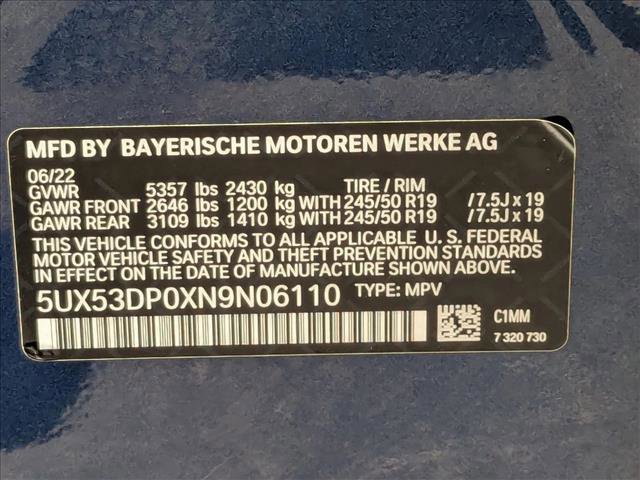 MFD BY BAYERISCHE MOTOREN WERKE AG
06/22
GVWR 5357 lbs 2430 kg TIRE / RIM
GAWR FRONT 2646 lbs 1200 kg WITH 245/50 R19 / 7.5J x 19
GAWR REAR 3109 lbs 1410 kg WITH 245/50 R19 / 7.5J x 19
THIS VEHICLE CONFORMS TO ALL APPLICABLE U. S. FEDERAL
MOTOR VEHICLE SAFETY AND THEFT PREVENTION STANDARDS
IN EFFECT ON THE DATE OF MANUFACTURE SHOWN ABOVE.
5UX53DP0XN9N06110 TYPE: MPV
C1MM
7 320 730